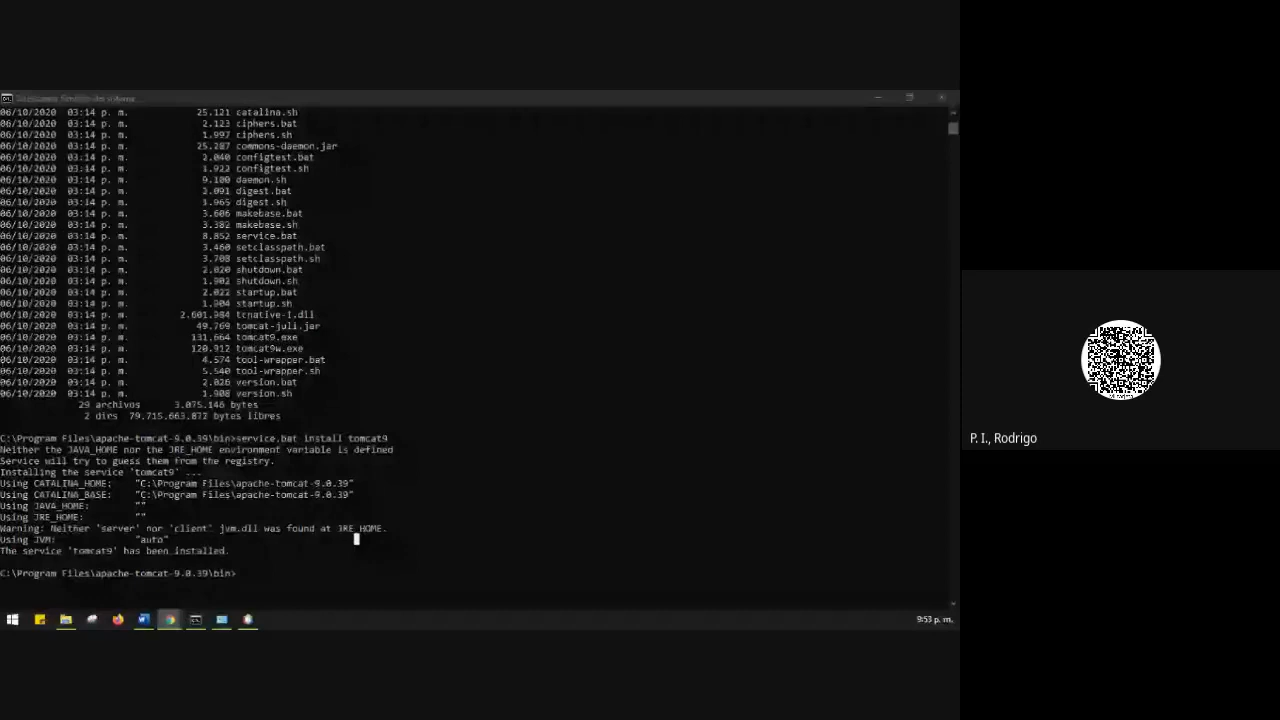 06/10/2020 03:14 p. m. 25.121 catalina.sh
06/10/2020 03:14 p. m. 2.123 ciphers.bat
06/10/2020 03:14 p. m. 1.997 ciphers.sh
06/10/2020 03:14 p. m. 25.287 commons-daemon.jar
06/10/2020 03:14 p. m. 2.040 configtest.bat
06/10/2020 03:14 p. m. 1.922 configtest.sh
06/10/2020 03:14 p. m. 9.100 daemon.sh
06/10/2020 03:14 p. m. 2.091 digest.bat
06/10/2020 03:14 p. m. 1.965 digest.sh
06/10/2020 03:14 p. m. 3.606 makebase.bat
06/10/2020 03:14 p. m. 3.382 makebase.sh
06/10/2020 03:14 p. m. 8.852 service.bat
06/10/2020 03:14 p. m. 3.460 setclasspath.bat
06/10/2020 03:14 p. m. 3.708 setclasspath.sh
06/10/2020 03:14 p. m. 2.020 shutdown.bat
06/10/2020 03:14 p. m. 1.902 shutdown.sh
06/10/2020 03:14 p. m. 2.022 startup.bat
06/10/2020 03:14 p. m. 1.904 startup.sh
06/10/2020 03:14 p. m. 2.601.984 tcnative-1.dll
06/10/2020 03:14 p. m. 49.769 tomcat-juli.jar
06/10/2020 03:14 p. m. 131.664 tomcat9.exe
06/10/2020 03:14 p. m. 120.912 tomcat9w.exe
06/10/2020 03:14 p. m. 4.574 tool-wrapper.bat
06/10/2020 03:14 p. m. 5.540 tool-wrapper.sh
06/10/2020 03:14 p. m. 2.026 version.bat
06/10/2020 03:14 p. m. 1.908 version.sh
29 archivos 3.075.146 bytes
2 dirs 79.715.663.872 bytes libres
C:\Program Files\apache-tomcat-9.0.39\bin>service.bat install tomcat9
Neither the JAVA_HOME nor the JRE_HOME environment variable is defined
Service will try to guess them from the registry.
Installing the service 'tomcat9' ...
Using CATALINA_HOME: "C:\Program Files\apache-tomcat-9.0.39"
Using CATALINA_BASE: "C:\Program Files\apache-tomcat-9.0.39"
Using JAVA_HOME: ""
Using JRE_HOME: ""
Warning: Neither 'server' nor 'client' jvm.dll was found at JRE_HOME.
Using JVM: "auto"
The service 'tomcat9' has been installed.
C:\Program Files\apache-tomcat-9.0.39\bin>
9:53 p. m.
P. I., Rodrigo